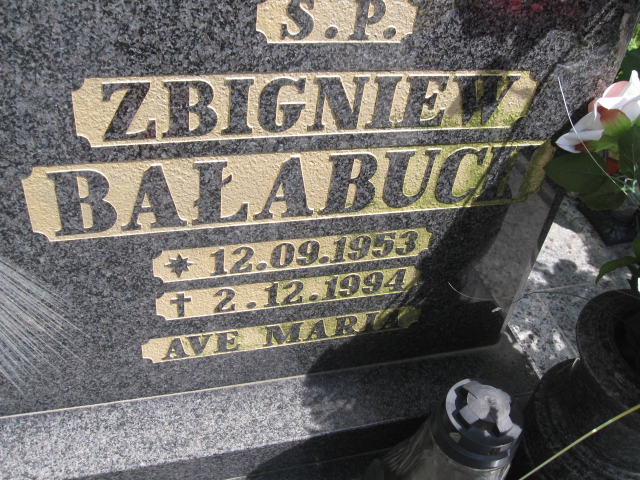 S.P.
ZBIGNIEW
BAŁABUCH
* 12.09.1953
† 2.12.1994
AVE MARIA